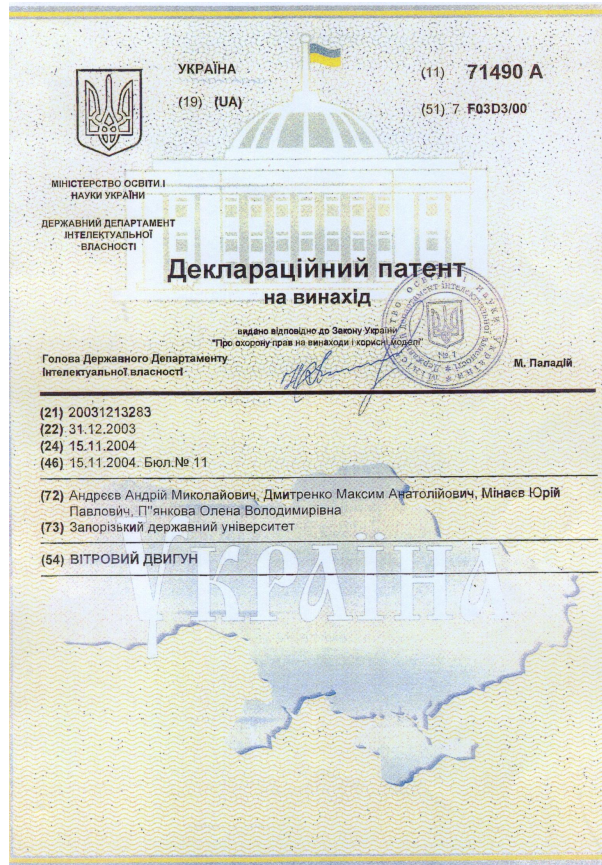 УКРАЇНА
(19) (UA)
(11) 71490 A
(51) 7 F03D3/00
МІНІСТЕРСТВО ОСВІТИ І
НАУКИ УКРАЇНИ
ДЕРЖАВНИЙ ДЕПАРТАМЕНТ
ІНТЕЛЕКТУАЛЬНОЇ
ВЛАСНОСТІ
Деклараційний патент
на винахід
видано відповідно до Закону України
"Про охорону прав на винаходи і корисні моделі"
Голова Державного Департаменту
Інтелектуальної власності
М. Паладій
(21) 20031213283
(22) 31.12.2003
(24) 15.11.2004
(46) 15.11.2004. Бюл.№ 11
(72) Андрєєв Андрій Миколайович, Дмитренко Максим Анатолійович, Мінаєв Юрій
Павлович, П"янкова Олена Володимирівна
(73) Запорізький державний університет
(54) ВІТРОВИЙ ДВИГУН
УКРАЇНА